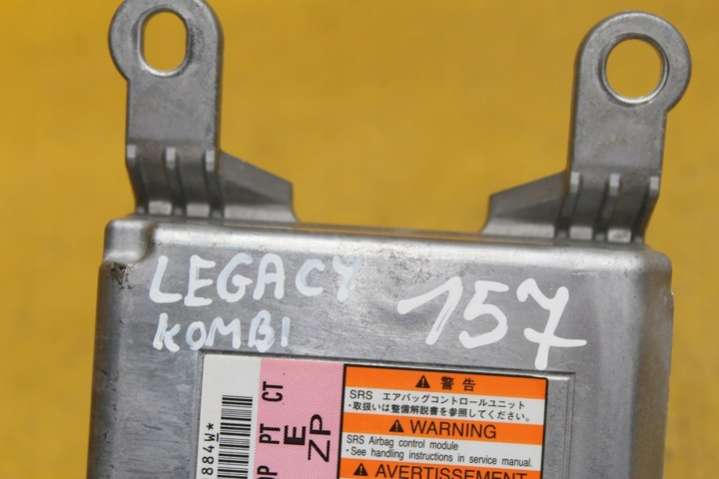 LEGACY 157
KOMBI
884W*
PT CT
E
ZP
警告
SRS エアバッグコントロールユニット
・取扱いは整備解説書を参照してください。
WARNING
SRS Airbag control module
・See handling instructions in service manual.
AVERTISSEMENT